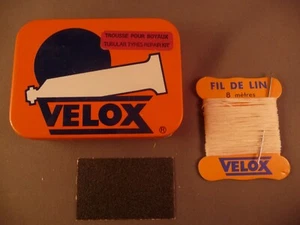 TROUSSE POUR BOYAUX
TUBULAR TYRES REPAIR KIT
VELOX
®
FIL DE LIN
8 mètres
VELOX